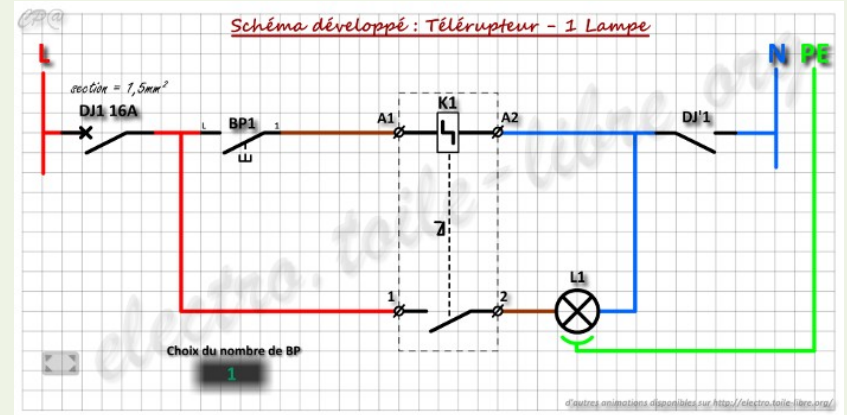 CP@
Schéma développé : Télérupteur - 1 Lampe
L
N PE
section = 1,5mm²
DJ1 16A
L BP1 1
A1 K1 A2
DJ'1
1 2
L1
Choix du nombre de BP
1
electro.toile-libre.org
d'autres animations disponibles sur http://electro.toile-libre.org/